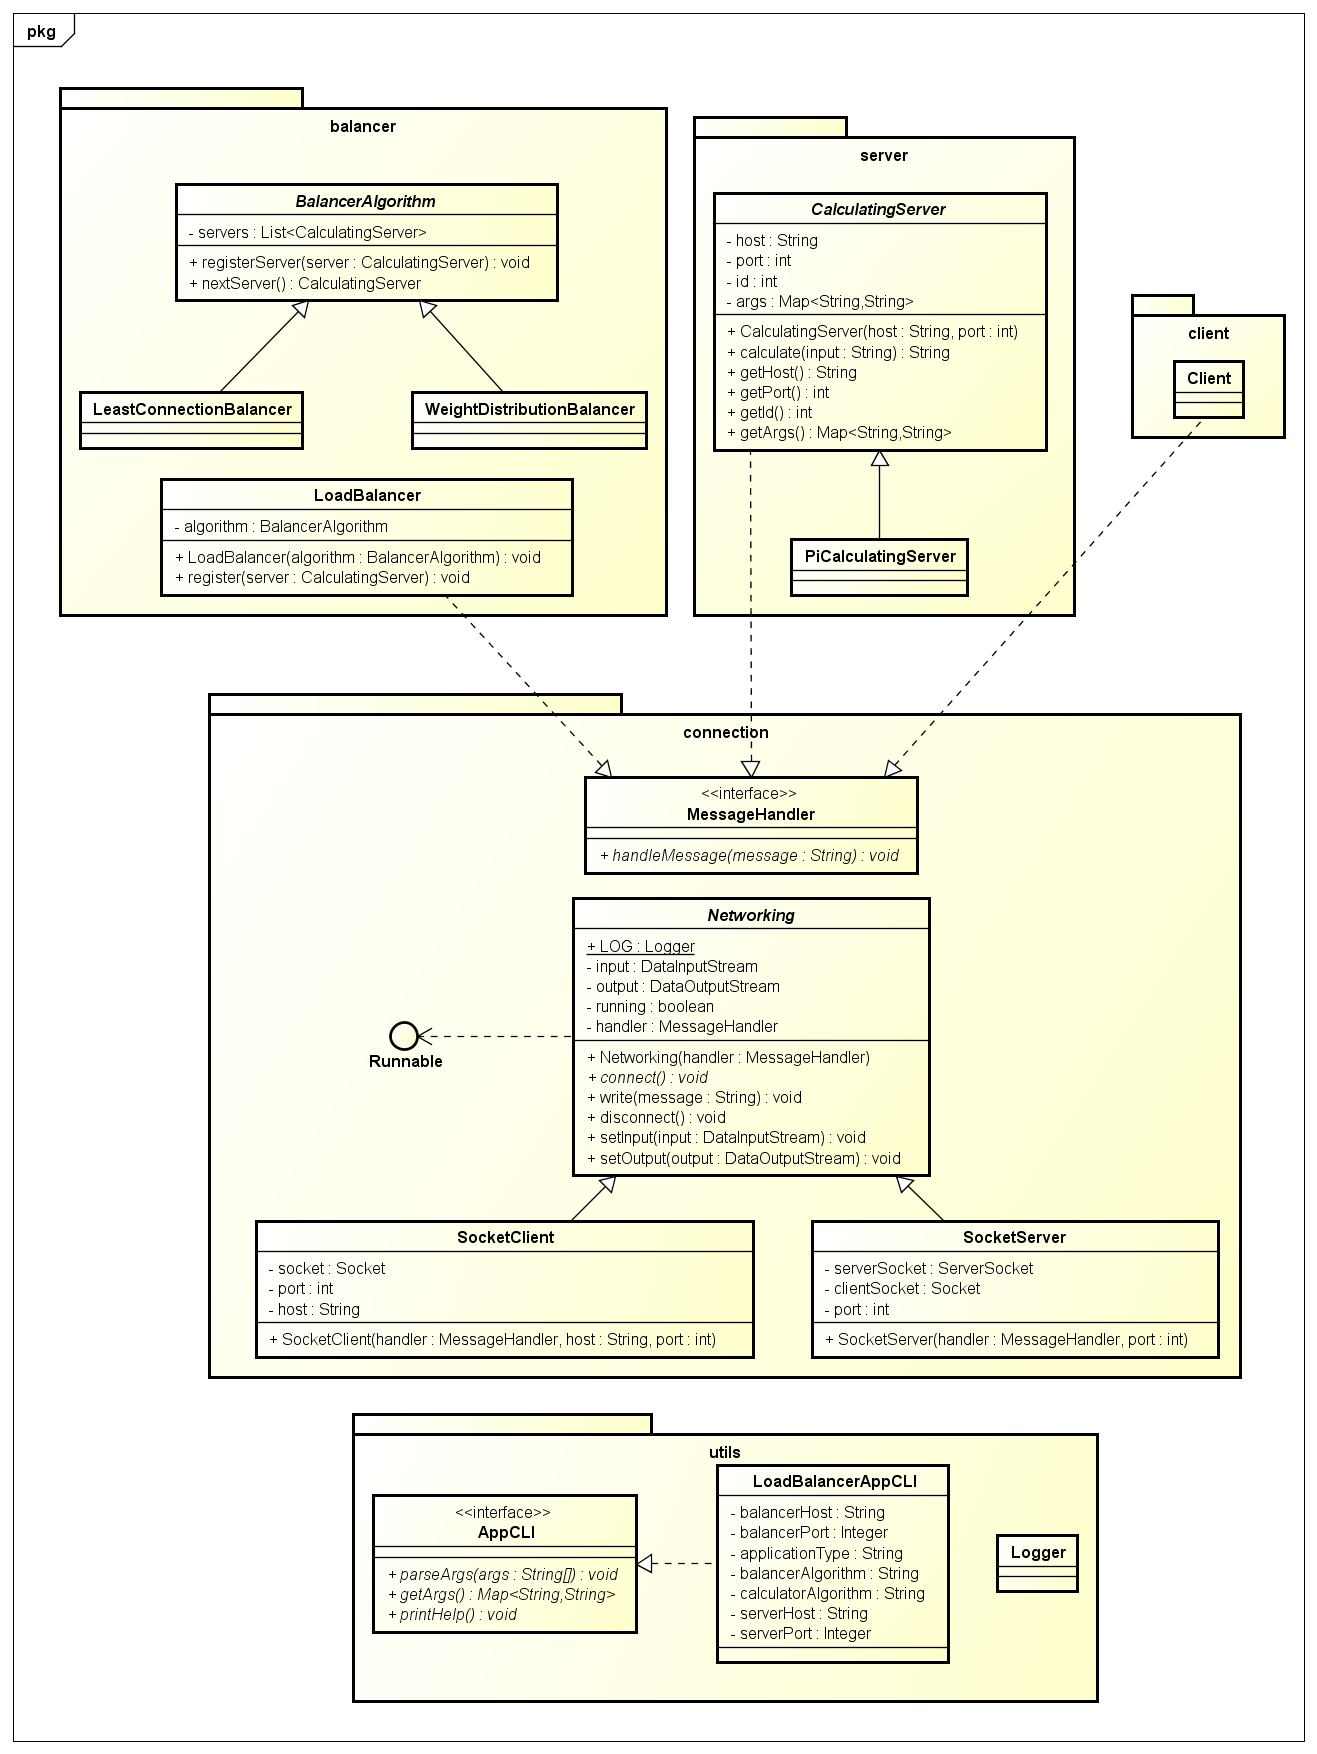 pkg
balancer
BalancerAlgorithm
- servers : List<CalculatingServer>
+ registerServer(server : CalculatingServer) : void
+ nextServer() : CalculatingServer
LeastConnectionBalancer
WeightDistributionBalancer
LoadBalancer
- algorithm : BalancerAlgorithm
+ LoadBalancer(algorithm : BalancerAlgorithm) : void
+ register(server : CalculatingServer) : void
server
CalculatingServer
- host : String
- port : int
- id : int
- args : Map<String,String>
+ CalculatingServer(host : String, port : int)
+ calculate(input : String) : String
+ getHost() : String
+ getPort() : int
+ getId() : int
+ getArgs() : Map<String,String>
PiCalculatingServer
client
Client
connection
<<interface>>
MessageHandler
+ handleMessage(message : String) : void
Networking
+ LOG : Logger
- input : DataInputStream
- output : DataOutputStream
- running : boolean
- handler : MessageHandler
+ Networking(handler : MessageHandler)
+ connect() : void
+ write(message : String) : void
+ disconnect() : void
+ setInput(input : DataInputStream) : void
+ setOutput(output : DataOutputStream) : void
Runnable
SocketClient
- socket : Socket
- port : int
- host : String
+ SocketClient(handler : MessageHandler, host : String, port : int)
SocketServer
- serverSocket : ServerSocket
- clientSocket : Socket
- port : int
+ SocketServer(handler : MessageHandler, port : int)
utils
<<interface>>
AppCLI
+ parseArgs(args : String[]) : void
+ getArgs() : Map<String,String>
+ printHelp() : void
LoadBalancerAppCLI
- balancerHost : String
- balancerPort : Integer
- applicationType : String
- balancerAlgorithm : String
- calculatorAlgorithm : String
- serverHost : String
- serverPort : Integer
Logger